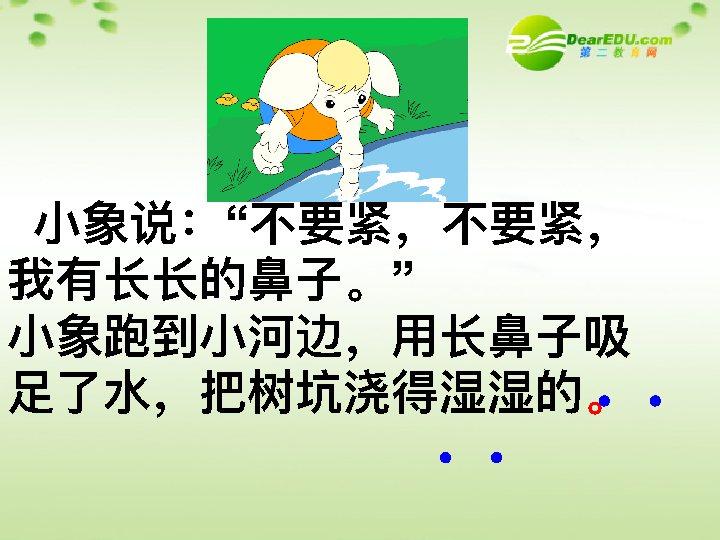 DearEDU.com
第二教育网
小象说：“不要紧，不要紧，
我有长长的鼻子。”
小象跑到小河边，用长鼻子吸
足了水，把树坑浇得湿湿的。